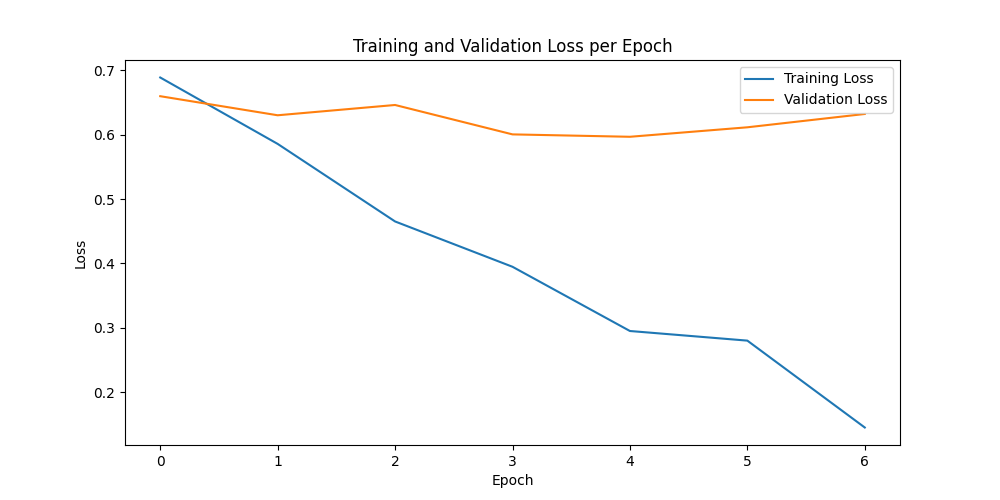 Training and Validation Loss per Epoch
Training Loss
Validation Loss
0.7
0.6
0.5
0.4
0.3
0.2
Loss
0 1 2 3 4 5 6
Epoch